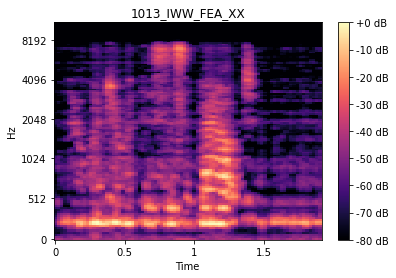 1013_IWW_FEA_XX
+0 dB
8192
-10 dB
4096
-20 dB
-30 dB
2048
Hz
-40 dB
1024
-50 dB
512
-60 dB
-70 dB
0
-80 dB
0
0.5
1
1.5
Time